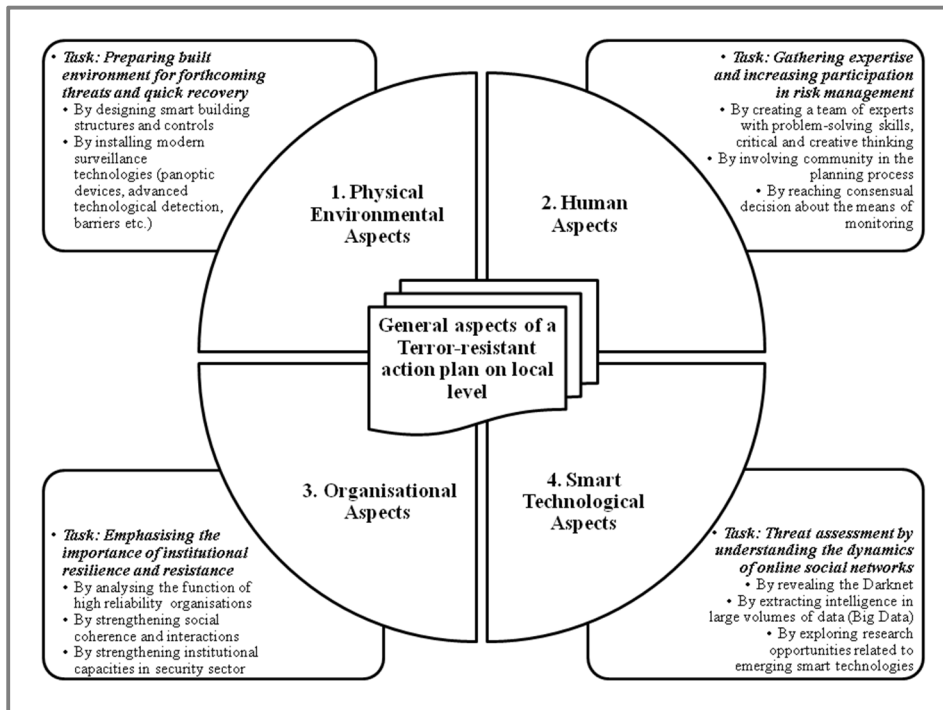 • Task: Preparing built
environment for forthcoming
threats and quick recovery
• By designing smart building
structures and controls
• By installing modern
surveillance
technologies (panoptic
devices, advanced
technological detection,
barriers etc.)
• Task: Gathering expertise
and increasing participation
in risk management
• By creating a team of experts
with problem-solving skills,
critical and creative thinking
• By involving community in the
planning process
• By reaching consensual
decision about the means of
monitoring
1. Physical
Environmental
Aspects
2. Human
Aspects
General aspects of a
Terror-resistant
action plan on local
level
3. Organisational
Aspects
4. Smart
Technological
Aspects
• Task: Emphasising the
importance of institutional
resilience and resistance
• By analysing the function of
high reliability organisations
• By strengthening social
coherence and interactions
• By strengthening institutional
capacities in security sector
• Task: Threat assessment by
understanding the dynamics
of online social networks
• By revealing the Darknet
• By extracting intelligence in
large volumes of data (Big Data)
• By exploring research
opportunities related to
emerging smart technologies